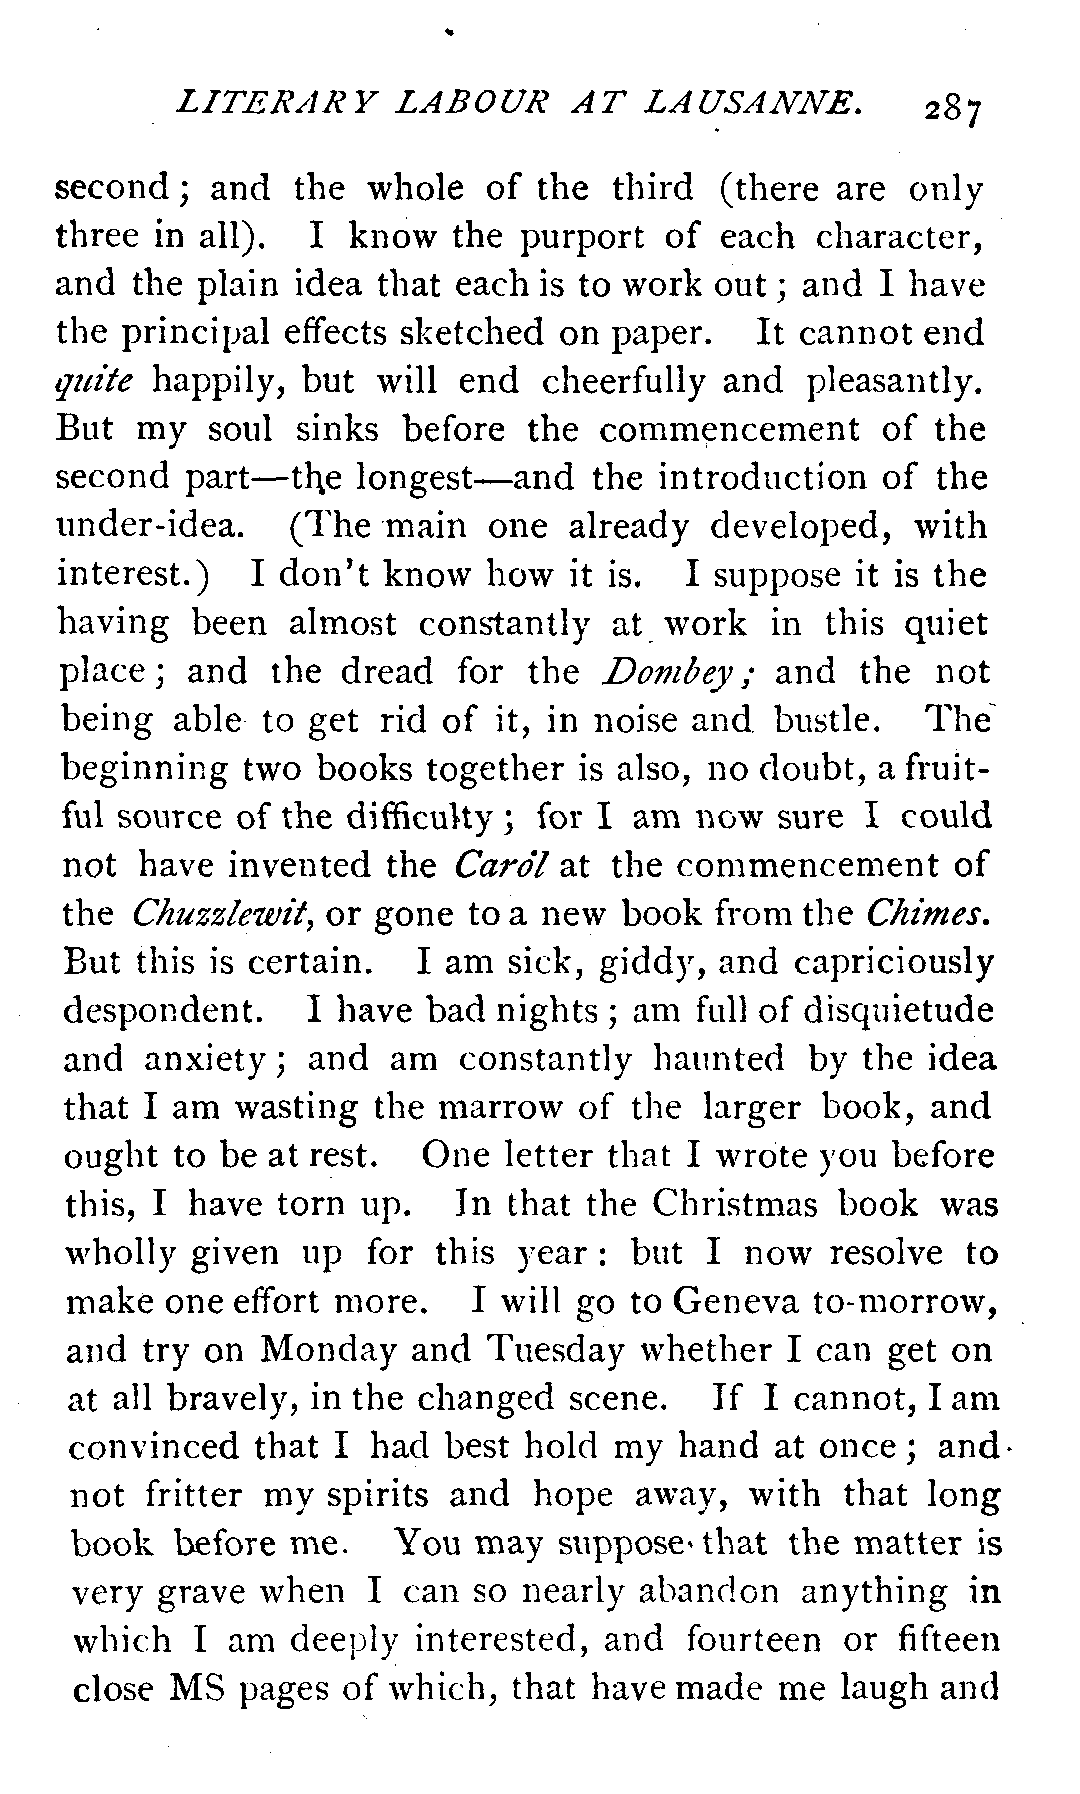 LITERARY LABOUR AT LAUSANNE. 287
second; and the whole of the third (there are only
three in all). I know the purport of each character,
and the plain idea that each is to work out; and I have
the principal effects sketched on paper. It cannot end
quite happily, but will end cheerfully and pleasantly.
But my soul sinks before the commencement of the
second part—the longest—and the introduction of the
under-idea. (The main one already developed, with
interest.) I don't know how it is. I suppose it is the
having been almost constantly at work in this quiet
place; and the dread for the Dombey; and the not
being able to get rid of it, in noise and bustle. The
beginning two books together is also, no doubt, a fruit-
ful source of the difficulty; for I am now sure I could
not have invented the Carol at the commencement of
the Chuzzlewit, or gone to a new book from the Chimes.
But this is certain. I am sick, giddy, and capriciously
despondent. I have bad nights; am full of disquietude
and anxiety; and am constantly haunted by the idea
that I am wasting the marrow of the larger book, and
ought to be at rest. One letter that I wrote you before
this, I have torn up. In that the Christmas book was
wholly given up for this year: but I now resolve to
make one effort more. I will go to Geneva to-morrow,
and try on Monday and Tuesday whether I can get on
at all bravely, in the changed scene. If I cannot, I am
convinced that I had best hold my hand at once; and
not fritter my spirits and hope away, with that long
book before me. You may suppose that the matter is
very grave when I can so nearly abandon anything in
which I am deeply interested, and fourteen or fifteen
close MS pages of which, that have made me laugh and